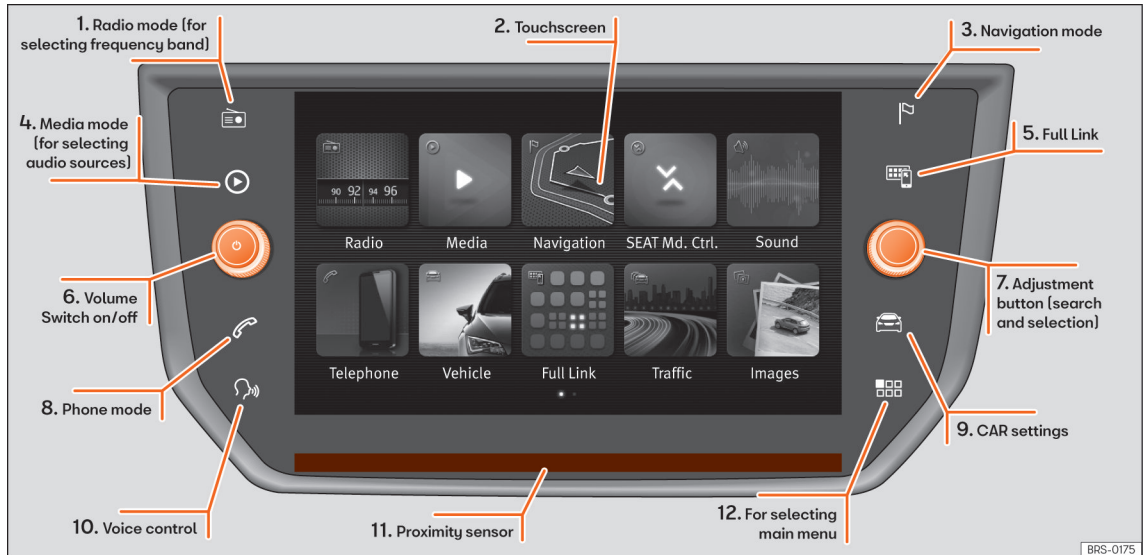 1. Radio mode (for
selecting frequency band)
2. Touchscreen
3. Navigation mode
4. Media mode
(for selecting
audio sources)
5. Full Link
90 92 94 96
Radio
Media
Navigation
SEAT Md. Ctrl.
Sound
6. Volume
Switch on/off
7. Adjustment
button (search
and selection)
Telephone
Vehicle
Full Link
Traffic
Images
8. Phone mode
9. CAR settings
10. Voice control
11. Proximity sensor
12. For selecting
main menu
BRS-0175